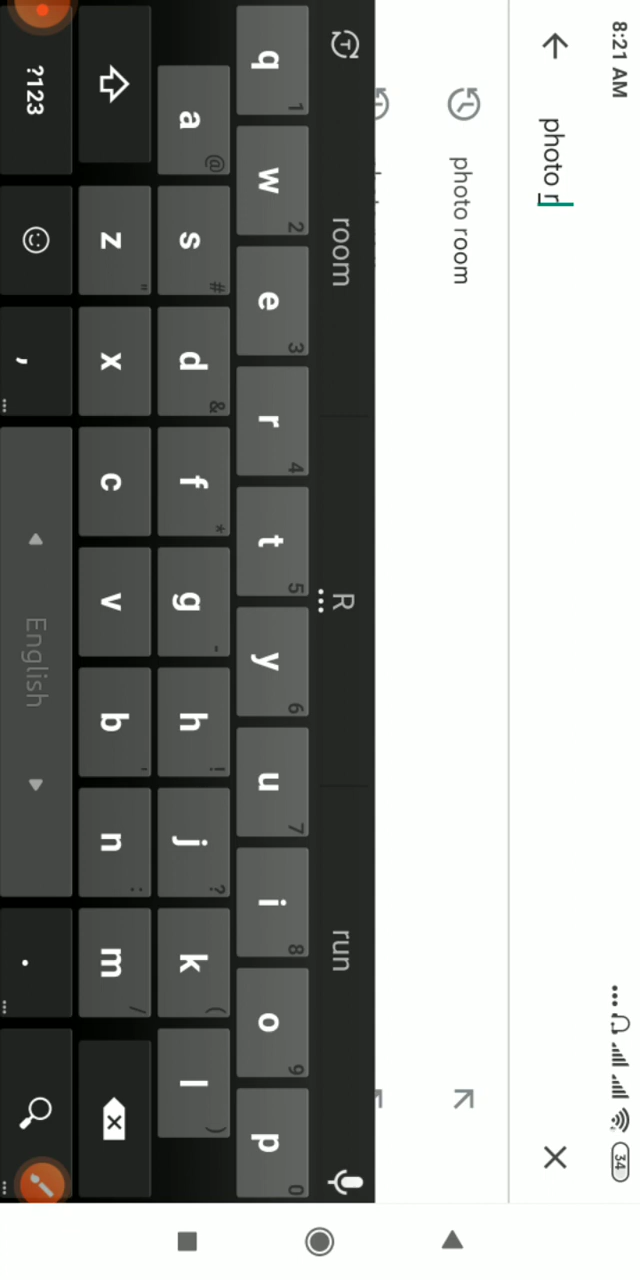 8:21 AM
34
photo r
photo room
room R run
q 1 w 2 e 3 r 4 t 5 y 6 u 7 i 8 o 9 p 0
a @ s # d & f * g - h ! j ? k ( l )
z " x c v b ' n : m /
?123 , English .